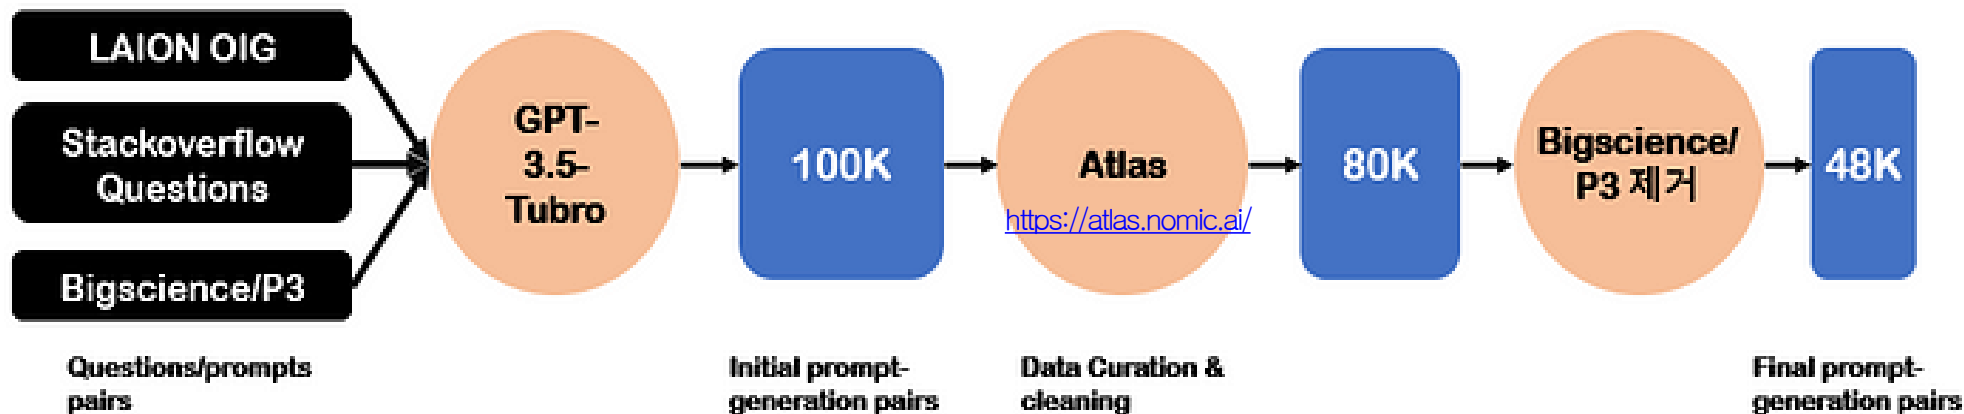 LAION OIG
Stackoverflow
Questions
Bigscience/P3
GPT-
3.5-
Tubro
100K
Atlas
https://atlas.nomic.ai/
80K
Bigscience/
P3 제거
48K
Questions/prompts
pairs
Initial prompt-
generation pairs
Data Curation &
cleaning
Final prompt-
generation pairs